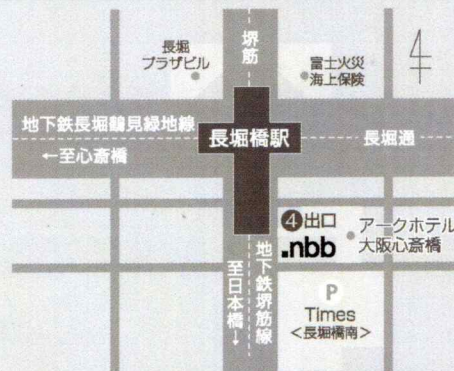 長堀
プラザビル
堺筋
富士火災
海上保険
地下鉄長堀鶴見緑地線
←至心斎橋
長堀橋駅
長堀通
④出口
.nbb
アークホテル
大阪心斎橋
地下鉄堺筋線
至日本橋↓
P
Times
<長堀橋南>